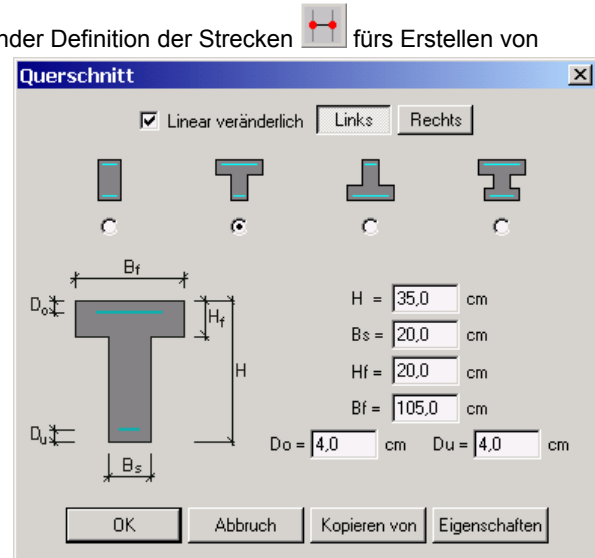 nder Definition der Strecken fürs Erstellen von
Querschnitt
Linear veränderlich Links Rechts
Bf
Do
Hf
H
Du
Bs
H = 35,0 cm
Bs = 20,0 cm
Hf = 20,0 cm
Bf = 105,0 cm
Do = 4,0 cm Du = 4,0 cm
OK Abbruch Kopieren von Eigenschaften